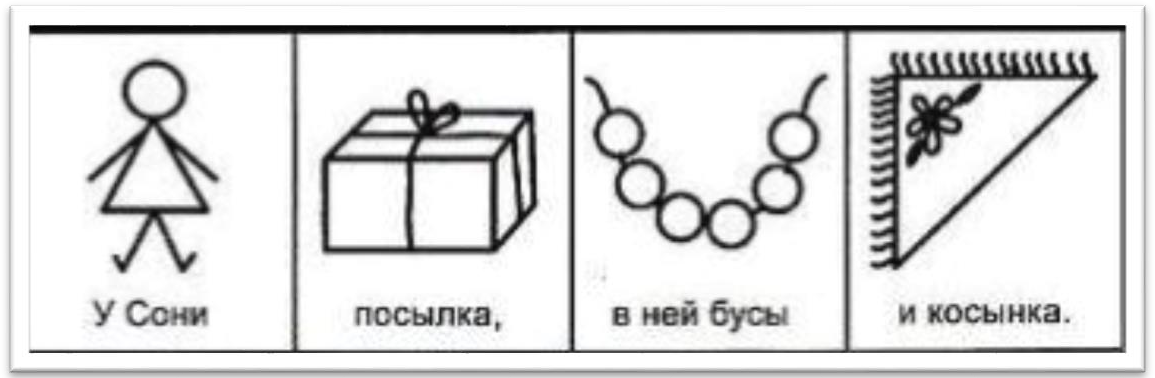 У Сони посылка, в ней бусы и косынка.